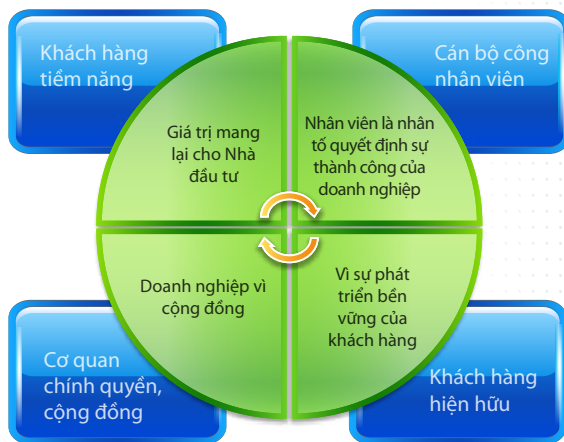 Khách hàng
tiềm năng
Cán bộ công
nhân viên
Giá trị mang
lại cho Nhà
đầu tư
Nhân viên là nhân
tố quyết định sự
thành công của
doanh nghiệp
Doanh nghiệp vì
cộng đồng
Vì sự phát
triển bền
vững của
khách hàng
Cơ quan
chính quyền,
cộng đồng
Khách hàng
hiện hữu